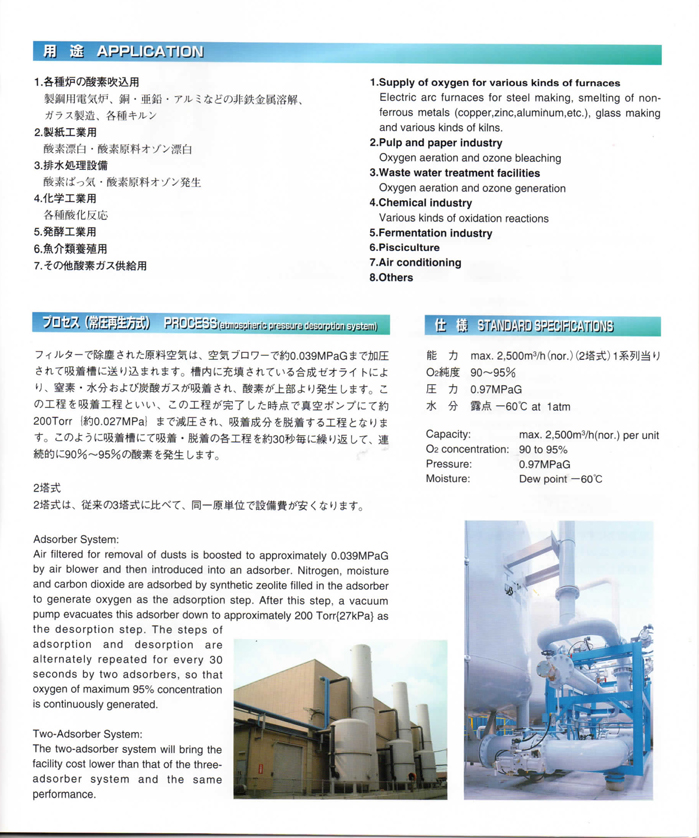 用 途 APPLICATION
1.各種炉の酸素吹込用
製鋼用電気炉、銅・亜鉛・アルミなどの非鉄金属溶解、
ガラス製造、各種キルン
2.製紙工業用
酸素漂白・酸素原料オゾン漂白
3.排水処理設備
酸素ばっ気・酸素原料オゾン発生
4.化学工業用
各種酸化反応
5.発酵工業用
6.魚介類養殖用
7.その他酸素ガス供給用
1.Supply of oxygen for various kinds of furnaces
Electric arc furnaces for steel making, smelting of non-
ferrous metals (copper,zinc,aluminum,etc.), glass making
and various kinds of kilns.
2.Pulp and paper industry
Oxygen aeration and ozone bleaching
3.Waste water treatment facilities
Oxygen aeration and ozone generation
4.Chemical industry
Various kinds of oxidation reactions
5.Fermentation industry
6.Pisciculture
7.Air conditioning
8.Others
プロセス(常圧再生方式) PROCESS(atmospheric pressure desorption system)
フィルターで除塵された原料空気は、空気ブロワーで約0.039MPaGまで加圧
されて吸着槽に送り込まれます。槽内に充填されている合成ゼオライトによ
り、窒素・水分および炭酸ガスが吸着され、酸素が上部より発生します。こ
の工程を吸着工程といい、この工程が完了した時点で真空ポンプにて約
200Torr {約0.027MPa} まで減圧され、吸着成分を脱着する工程となりま
す。このように吸着槽にて吸着・脱着の各工程を約30秒毎に繰り返して、連
続的に90%〜95%の酸素を発生します。
2塔式
2塔式は、従来の3塔式に比べて、同一原単位で設備費が安くなります。
Adsorber System:
Air filtered for removal of dusts is boosted to approximately 0.039MPaG
by air blower and then introduced into an adsorber. Nitrogen, moisture
and carbon dioxide are adsorbed by synthetic zeolite filled in the adsorber
to generate oxygen as the adsorption step. After this step, a vacuum
pump evacuates this adsorber down to approximately 200 Torr{27kPa} as
the desorption step. The steps of
adsorption and desorption are
alternately repeated for every 30
seconds by two adsorbers, so that
oxygen of maximum 95% concentration
is continuously generated.
Two-Adsorber System:
The two-adsorber system will bring the
facility cost lower than that of the three-
adsorber system and the same
performance.
仕 様 STANDARD SPECIFICATIONS
能 力 max. 2,500m³/h (nor.) (2塔式) 1系列当り
O₂純度 90〜95%
圧 力 0.97MPaG
水 分 露点 −60℃ at 1atm
Capacity: max. 2,500m³/h(nor.) per unit
O₂ concentration: 90 to 95%
Pressure: 0.97MPaG
Moisture: Dew point −60℃